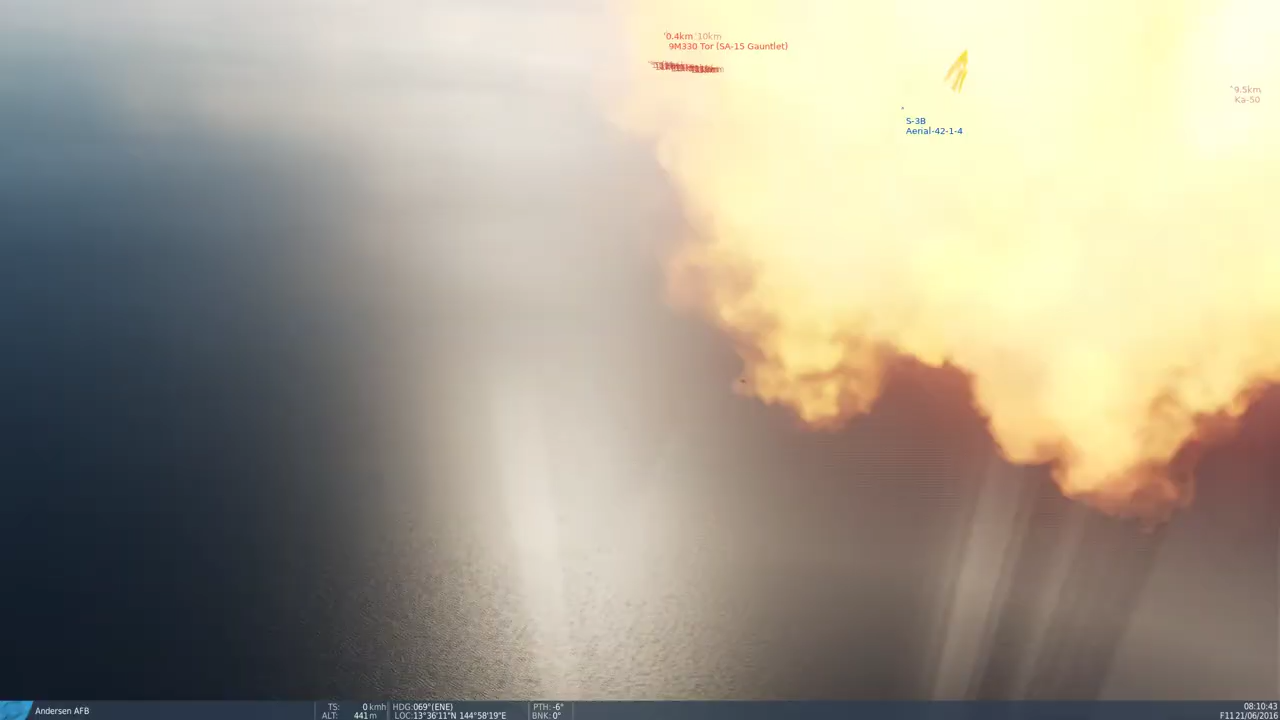 0.4km 10km
9M330 Tor (SA-15 Gauntlet)
9.5km
Ka-50
S-3B
Aerial-42-1-4
Andersen AFB
TS: 0 kmh
ALT: 441 m
HDG:069°(ENE)
LOC:13°36'11"N 144°58'19"E
PTH: -6°
BNK: 0°
08:10:43
F11 21/06/2016